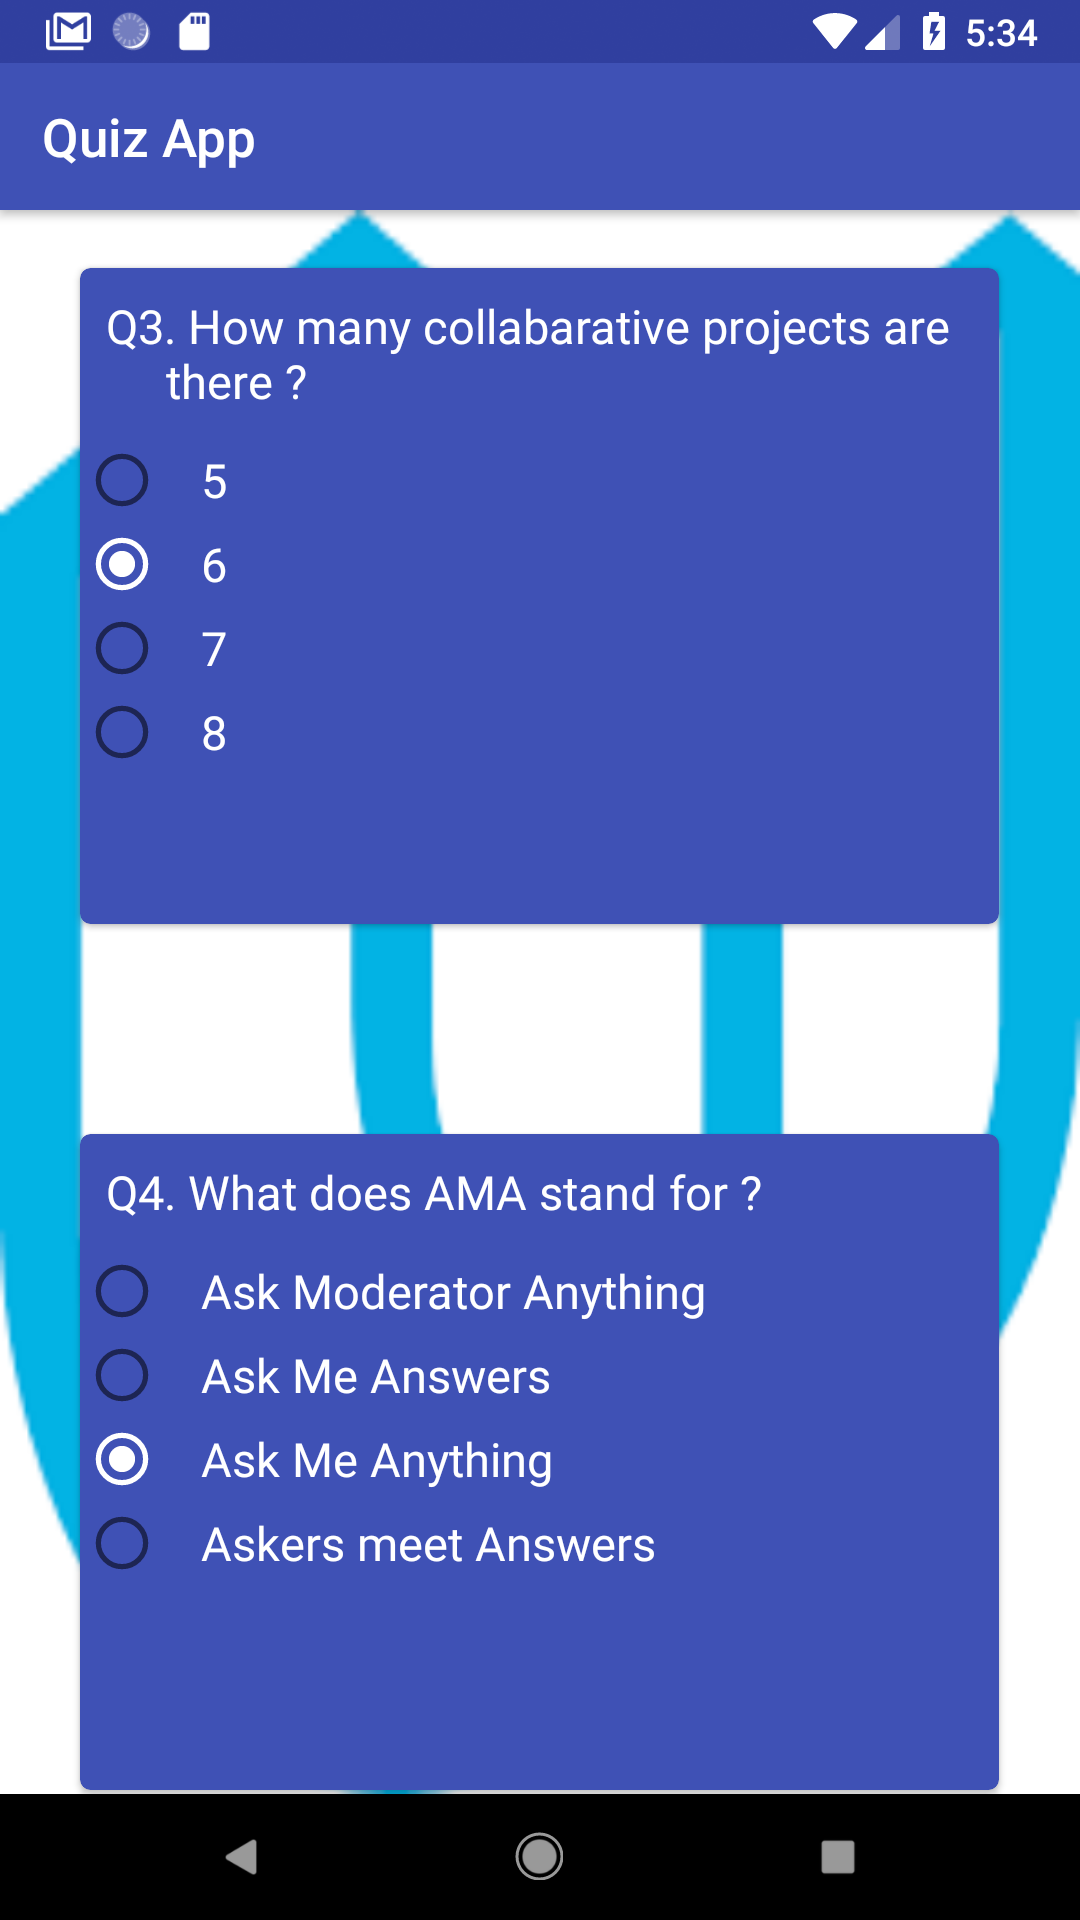 5:34
Quiz App
Q3. How many collabarative projects are
there ?
5
6
7
8
Q4. What does AMA stand for ?
Ask Moderator Anything
Ask Me Answers
Ask Me Anything
Askers meet Answers